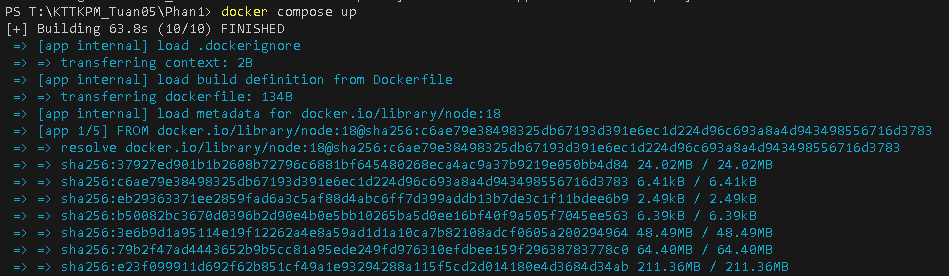 PS T:\KTTKPM_Tuan05\Phan1> docker compose up
[+] Building 63.8s (10/10) FINISHED
=> [app internal] load .dockerignore
=> => transferring context: 2B
=> [app internal] load build definition from Dockerfile
=> => transferring dockerfile: 134B
=> [app internal] load metadata for docker.io/library/node:18
=> [app 1/5] FROM docker.io/library/node:18@sha256:c6ae79e38498325db67193d391e6ec1d224d96c693a8a4d943498556716d3783
=> => resolve docker.io/library/node:18@sha256:c6ae79e38498325db67193d391e6ec1d224d96c693a8a4d943498556716d3783
=> => sha256:37927ed901b1b2608b72796c6881bf645480268eca4ac9a37b9219e050bb4d84 24.02MB / 24.02MB
=> => sha256:c6ae79e38498325db67193d391e6ec1d224d96c693a8a4d943498556716d3783 6.41kB / 6.41kB
=> => sha256:eb29363371ee2859fad6a3c5af88d4abc6ff7d399addb13b7de3c1f11bdee6b9 2.49kB / 2.49kB
=> => sha256:b50082bc3670d0396b2d90e4b0e5bb10265ba5d0ee16bf40f9a505f7045ee563 6.39kB / 6.39kB
=> => sha256:3e6b9d1a95114e19f12262a4e8a59ad1d1a10ca7b82108adcf0605a200294964 48.49MB / 48.49MB
=> => sha256:79b2f47ad4443652b9b5cc81a95ede249fd976310efdbee159f29638783778c0 64.40MB / 64.40MB
=> => sha256:e23f099911d692f62b851cf49a1e93294288a115f5cd2d014180e4d3684d34ab 211.36MB / 211.36MB